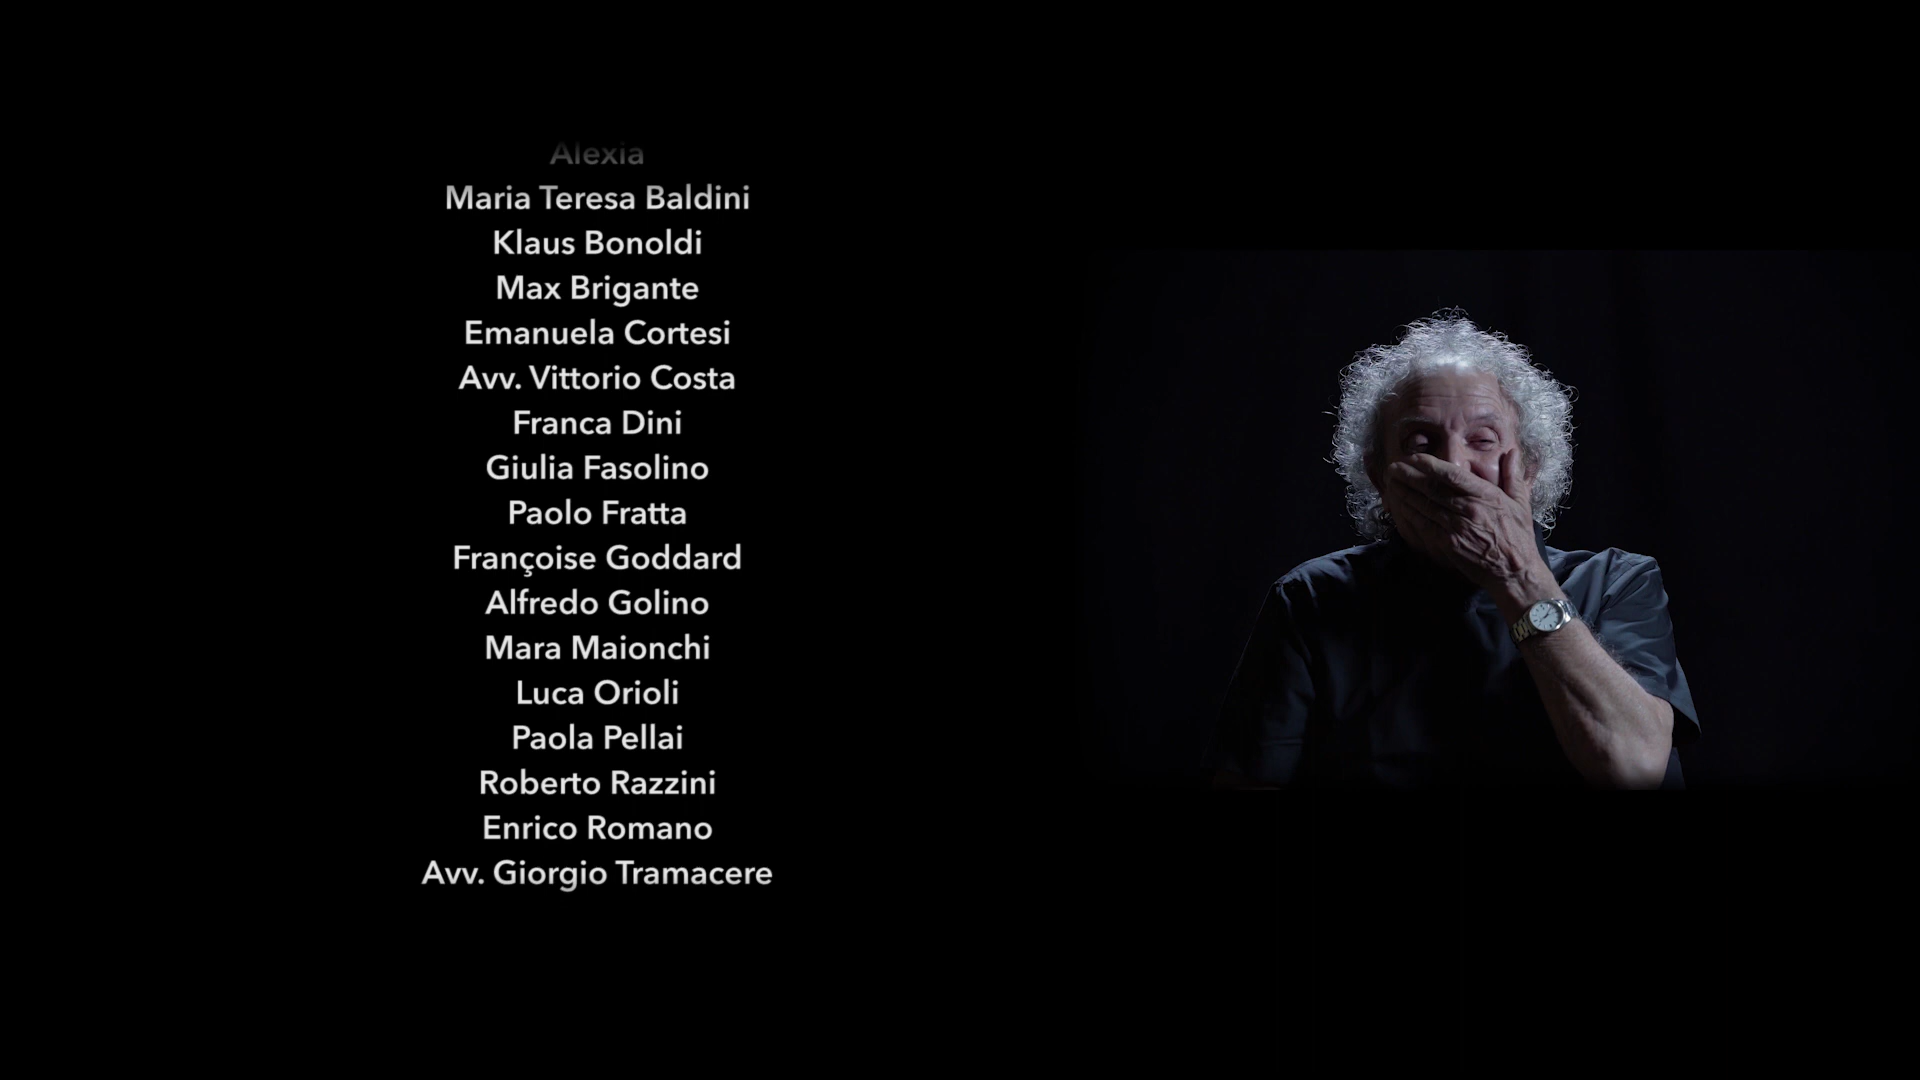 Alexia
Maria Teresa Baldini
Klaus Bonoldi
Max Brigante
Emanuela Cortesi
Avv. Vittorio Costa
Franca Dini
Giulia Fasolino
Paolo Fratta
Françoise Goddard
Alfredo Golino
Mara Maionchi
Luca Orioli
Paola Pellai
Roberto Razzini
Enrico Romano
Avv. Giorgio Tramacere